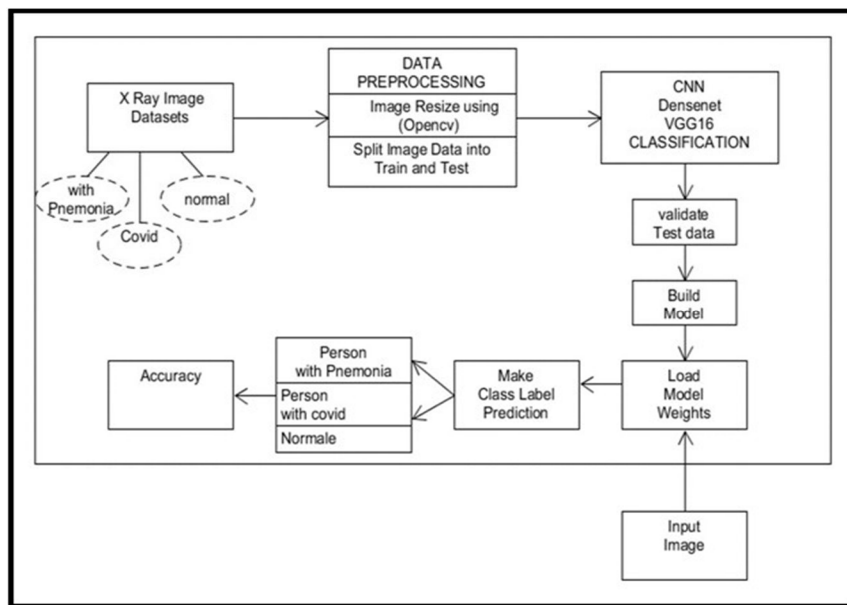 X Ray Image
Datasets
with
Pnemonia
Covid
normal
DATA
PREPROCESSING
Image Resize using
(Opencv)
Split Image Data into
Train and Test
CNN
Densenet
VGG16
CLASSIFICATION
validate
Test data
Build
Model
Load
Model
Weights
Make
Class Label
Prediction
Person
with Pnemonia
Person
with covid
Normale
Accuracy
Input
Image